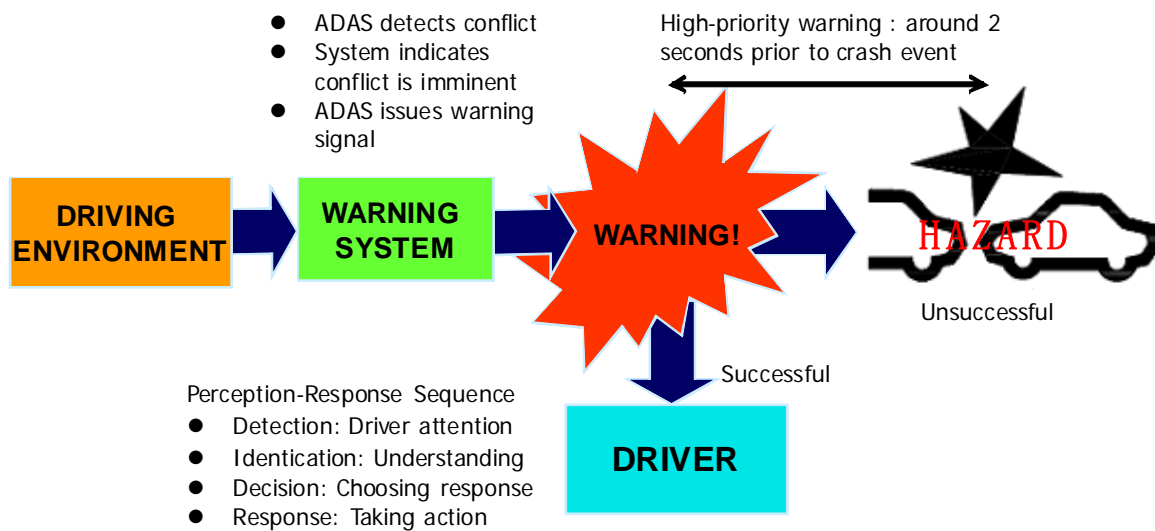 ● ADAS detects conflict
● System indicates
conflict is imminent
● ADAS issues warning
signal
High-priority warning : around 2
seconds prior to crash event
DRIVING
ENVIRONMENT
WARNING
SYSTEM
WARNING!
HAZARD
Unsuccessful
Successful
Perception-Response Sequence
● Detection: Driver attention
● Identication: Understanding
● Decision: Choosing response
● Response: Taking action
DRIVER